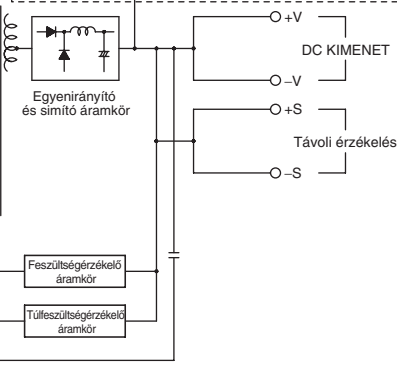 +V
DC KIMENET
–V
Egyenirányító
és simító áramkör
+S
Távoli érzékelés
–S
Feszültségérzékelő
áramkör
Túlfeszültségérzékelő
áramkör